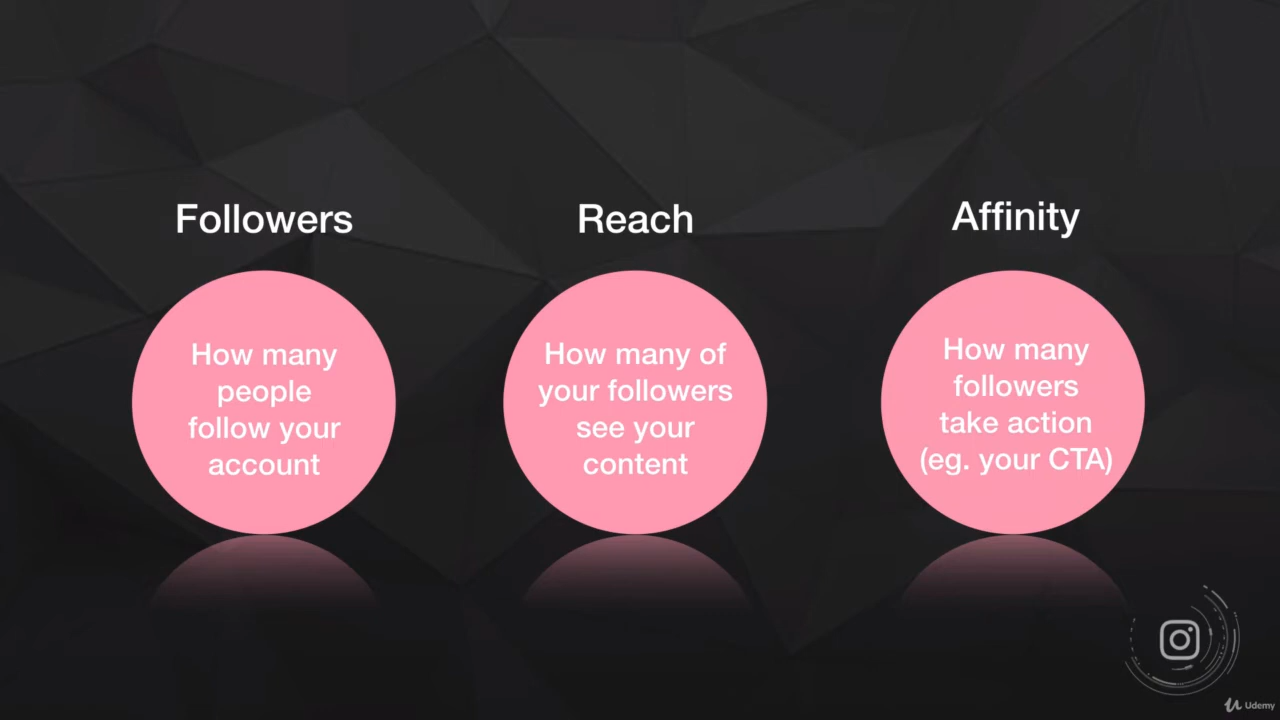 Followers
How many
people
follow your
account
Reach
How many of
your followers
see your
content
Affinity
How many
followers
take action
(eg. your CTA)
Udemy